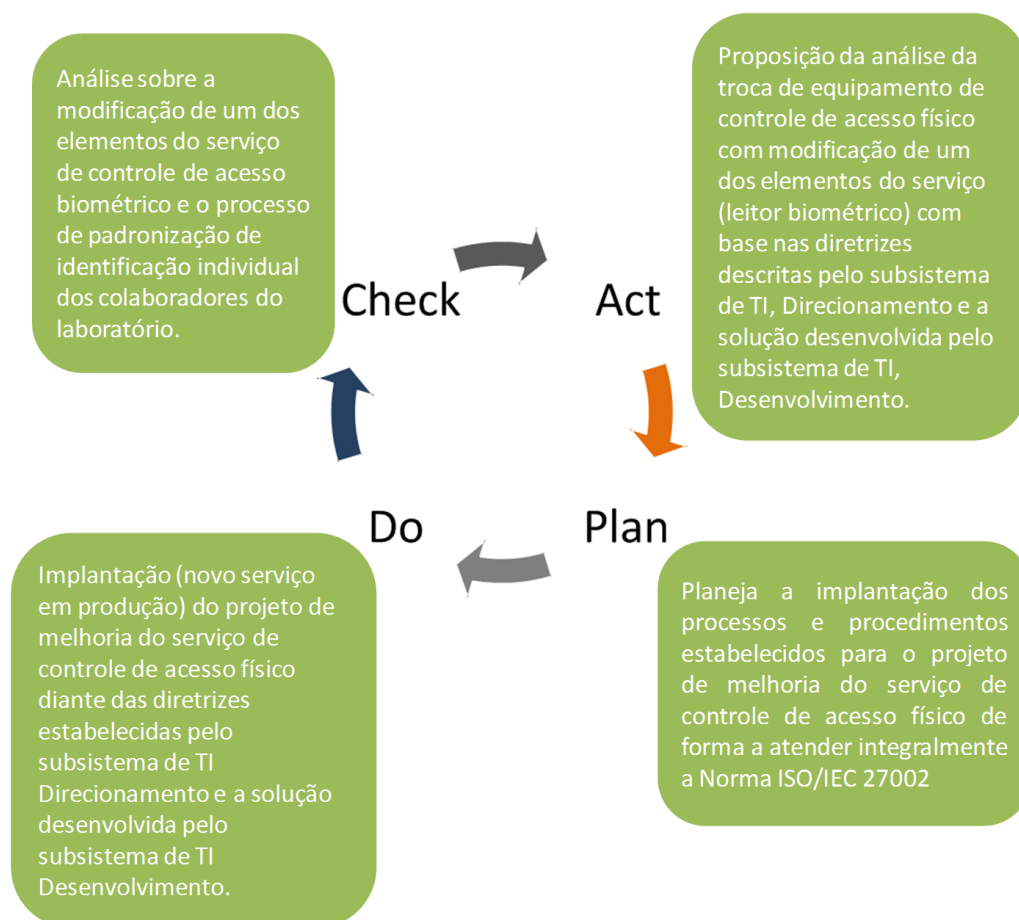 Análise sobre a
modificação de um dos
elementos do serviço
de controle de acesso
biométrico e o processo
de padronização de
identificação individual
dos colaboradores do
laboratório.
Proposição da análise da
troca de equipamento de
controle de acesso físico
com modificação de um
dos elementos do serviço
(leitor biométrico) com
base nas diretrizes
descritas pelo subsistema
de TI, Direcionamento e a
solução desenvolvida pelo
subsistema de TI,
Desenvolvimento.
Check
Act
Do
Plan
Implantação (novo serviço
em produção) do projeto de
melhoria do serviço de
controle de acesso físico
diante das diretrizes
estabelecidas pelo
subsistema de TI
Direcionamento e a solução
desenvolvida pelo
subsistema de TI
Desenvolvimento.
Planeja a implantação dos
processos e procedimentos
estabelecidos para o projeto
de melhoria do serviço de
controle de acesso físico de
forma a atender integralmente
a Norma ISO/IEC 27002